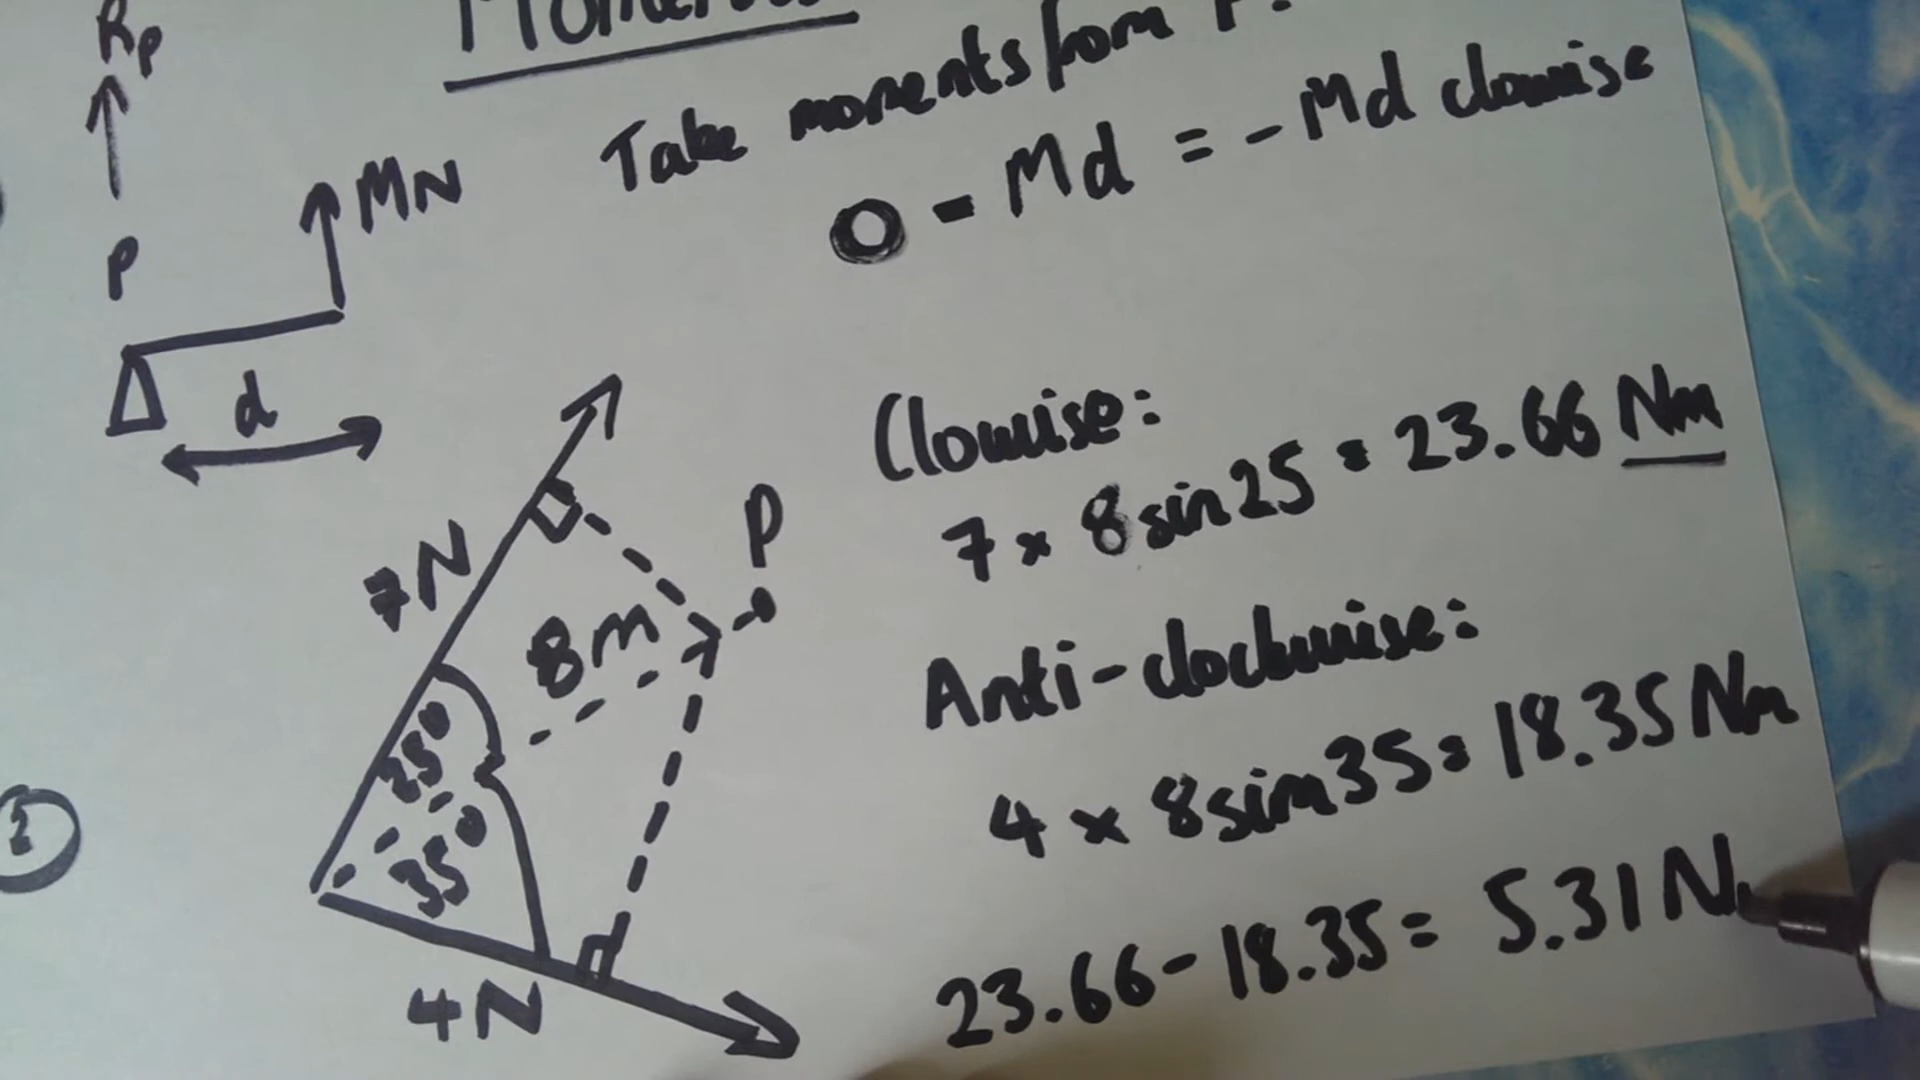 Rp
Take moments from P:
O - Md = - Md clowise
MN
P
d
Clowise:
7 × 8sin25 = 23.66 Nm
7N
P
8m
Anti-clockwise:
25°
4 × 8sin35 = 18.35 Nm
2
35°
23.66 - 18.35 = 5.31 N
4N